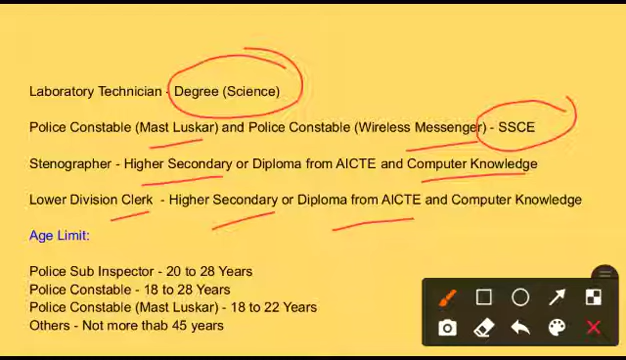 Laboratory Technician - Degree (Science)
Police Constable (Mast Luskar) and Police Constable (Wireless Messenger) - SSCE
Stenographer - Higher Secondary or Diploma from AICTE and Computer Knowledge
Lower Division Clerk - Higher Secondary or Diploma from AICTE and Computer Knowledge
Age Limit:
Police Sub Inspector - 20 to 28 Years
Police Constable - 18 to 28 Years
Police Constable (Mast Luskar) - 18 to 22 Years
Others - Not more thab 45 years